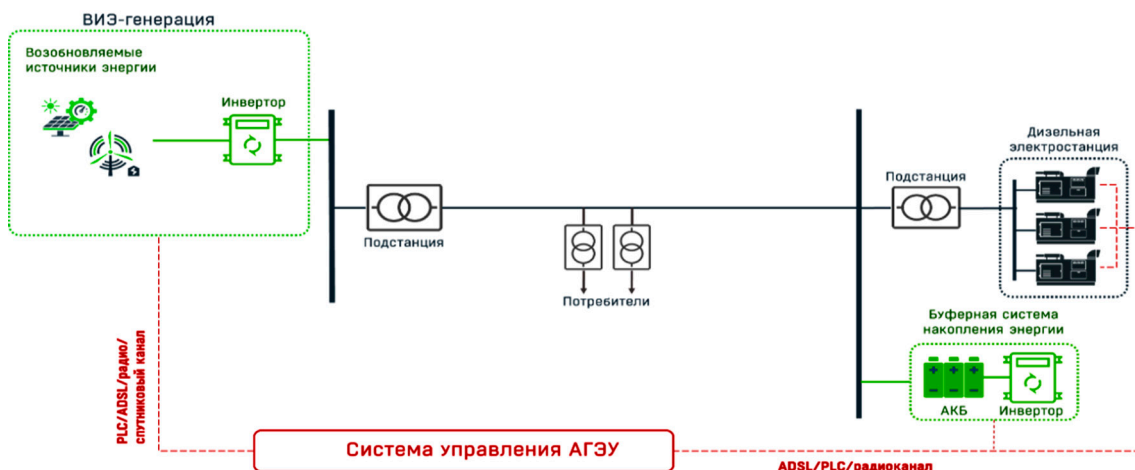 ВИЭ-генерация
Возобновляемые
источники энергии
Инвертор
Подстанция
Потребители
Подстанция
Дизельная
электростанция
Буферная система
накопления энергии
АКБ
Инвертор
PLC/ADSL/радио/
спутниковый канал
Система управления АГЭУ
ADSL/PLC/радиоканал